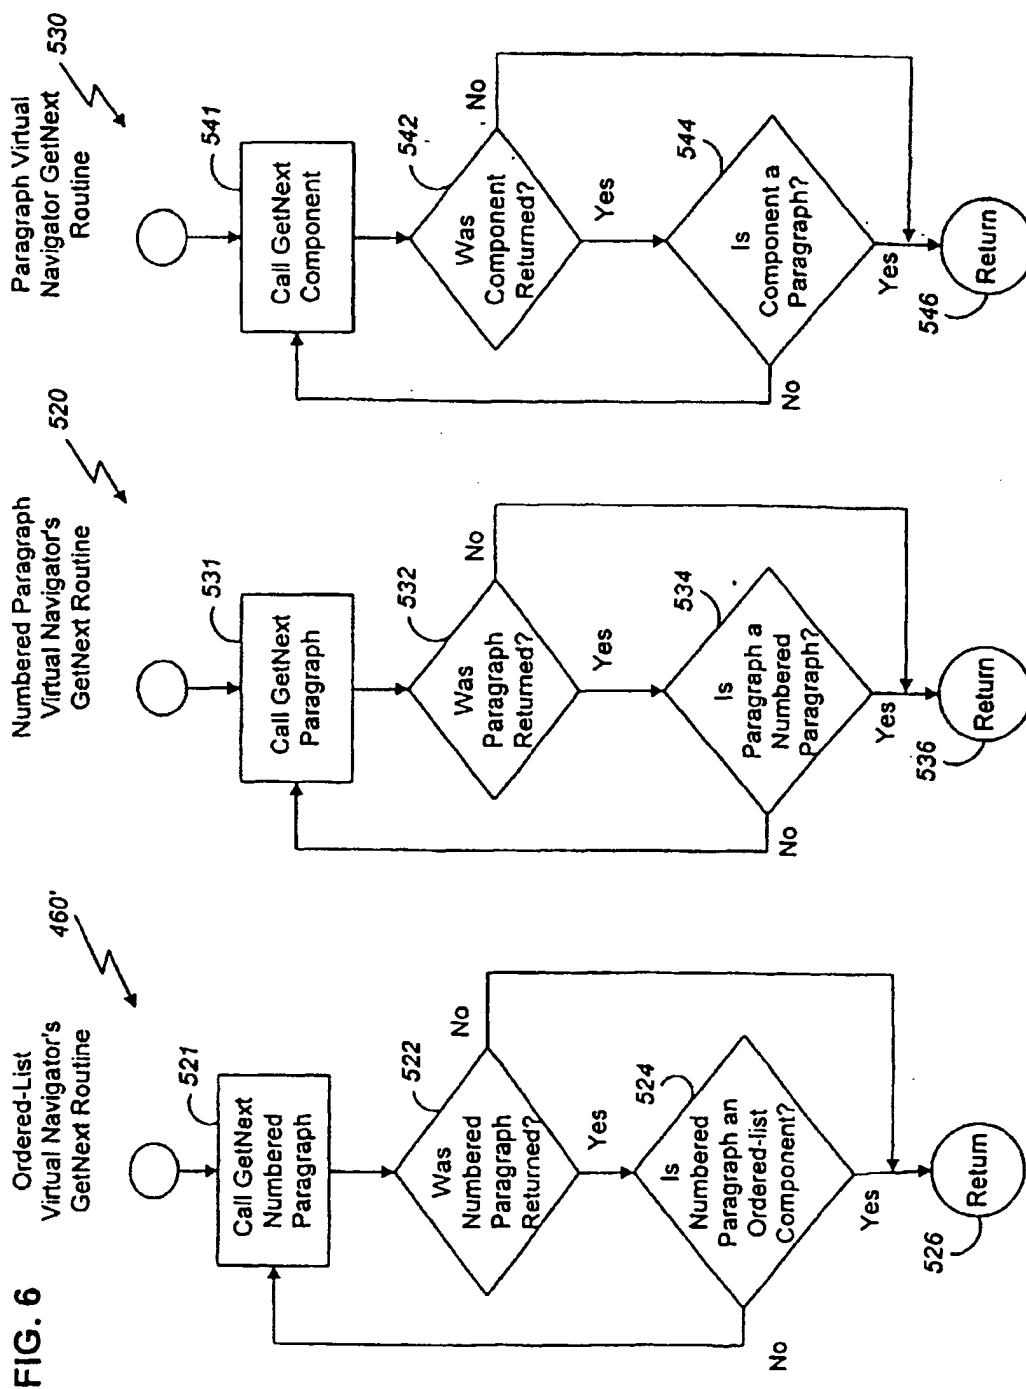 FIG. 6
Ordered-List
Virtual Navigator's
GetNext Routine
460'
Call GetNext
Numbered
Paragraph
521
Was
Numbered
Paragraph
Returned?
522
No
Yes
Is
Numbered
Paragraph an
Ordered-list
Component?
524
No
Yes
Return
526
Numbered Paragraph
Virtual Navigator's
GetNext Routine
520
Call GetNext
Paragraph
531
Was
Paragraph
Returned?
532
No
Yes
Is
Paragraph a
Numbered
Paragraph?
534
No
Yes
Return
536
Paragraph Virtual
Navigator GetNext
Routine
530
Call GetNext
Component
541
Was
Component
Returned?
542
No
Yes
Is
Component a
Paragraph?
544
No
Yes
Return
546